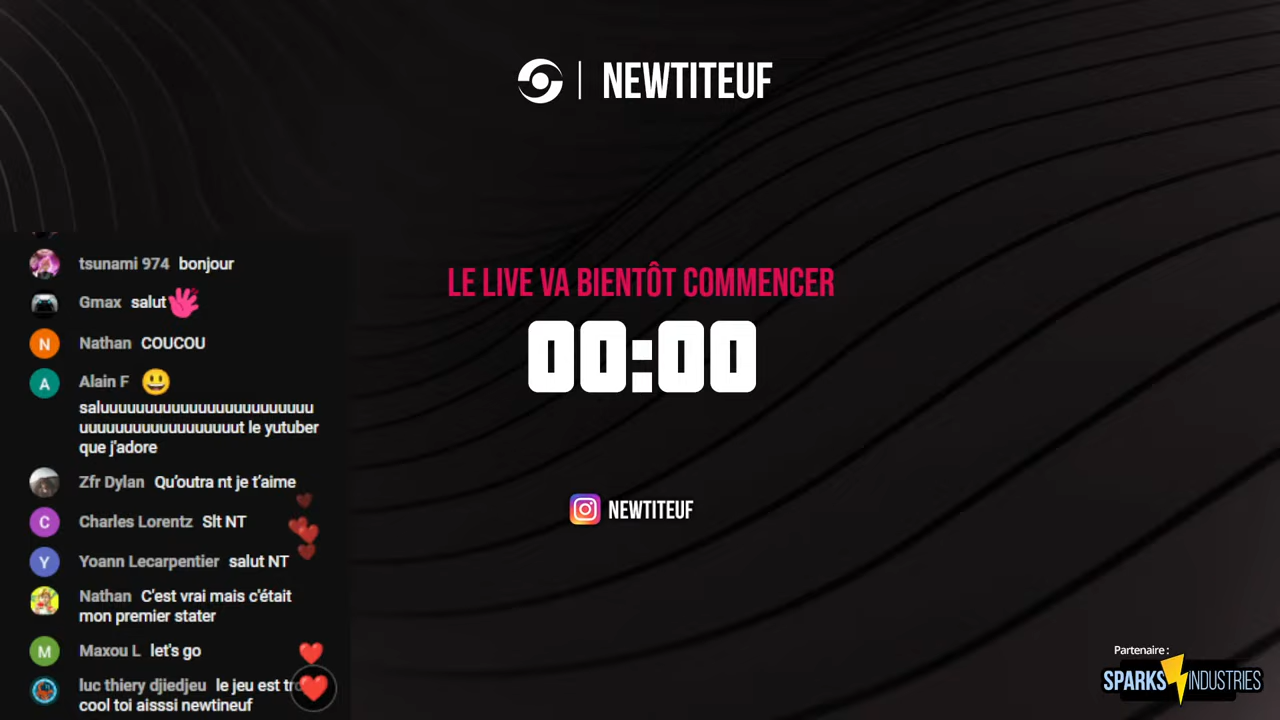 NEWTITEUF
LE LIVE VA BIENTÔT COMMENCER
00:00
NEWTITEUF
tsunami 974 bonjour
Gmax salut
N Nathan COUCOU
A Alain F
saluuuuuuuuuuuuuuuuuuuuuuuu
uuuuuuuuuuuuuuuuuut le yutuber
que j'adore
Zfr Dylan Qu'outra nt je t'aime
C Charles Lorentz Slt NT
Y Yoann Lecarpentier salut NT
Nathan C'est vrai mais c'était
mon premier stater
M Maxou L let's go
luc thiery djiedjeu le jeu est
cool toi aisssi newtineuf
Partenaire :
SPARKS INDUSTRIES